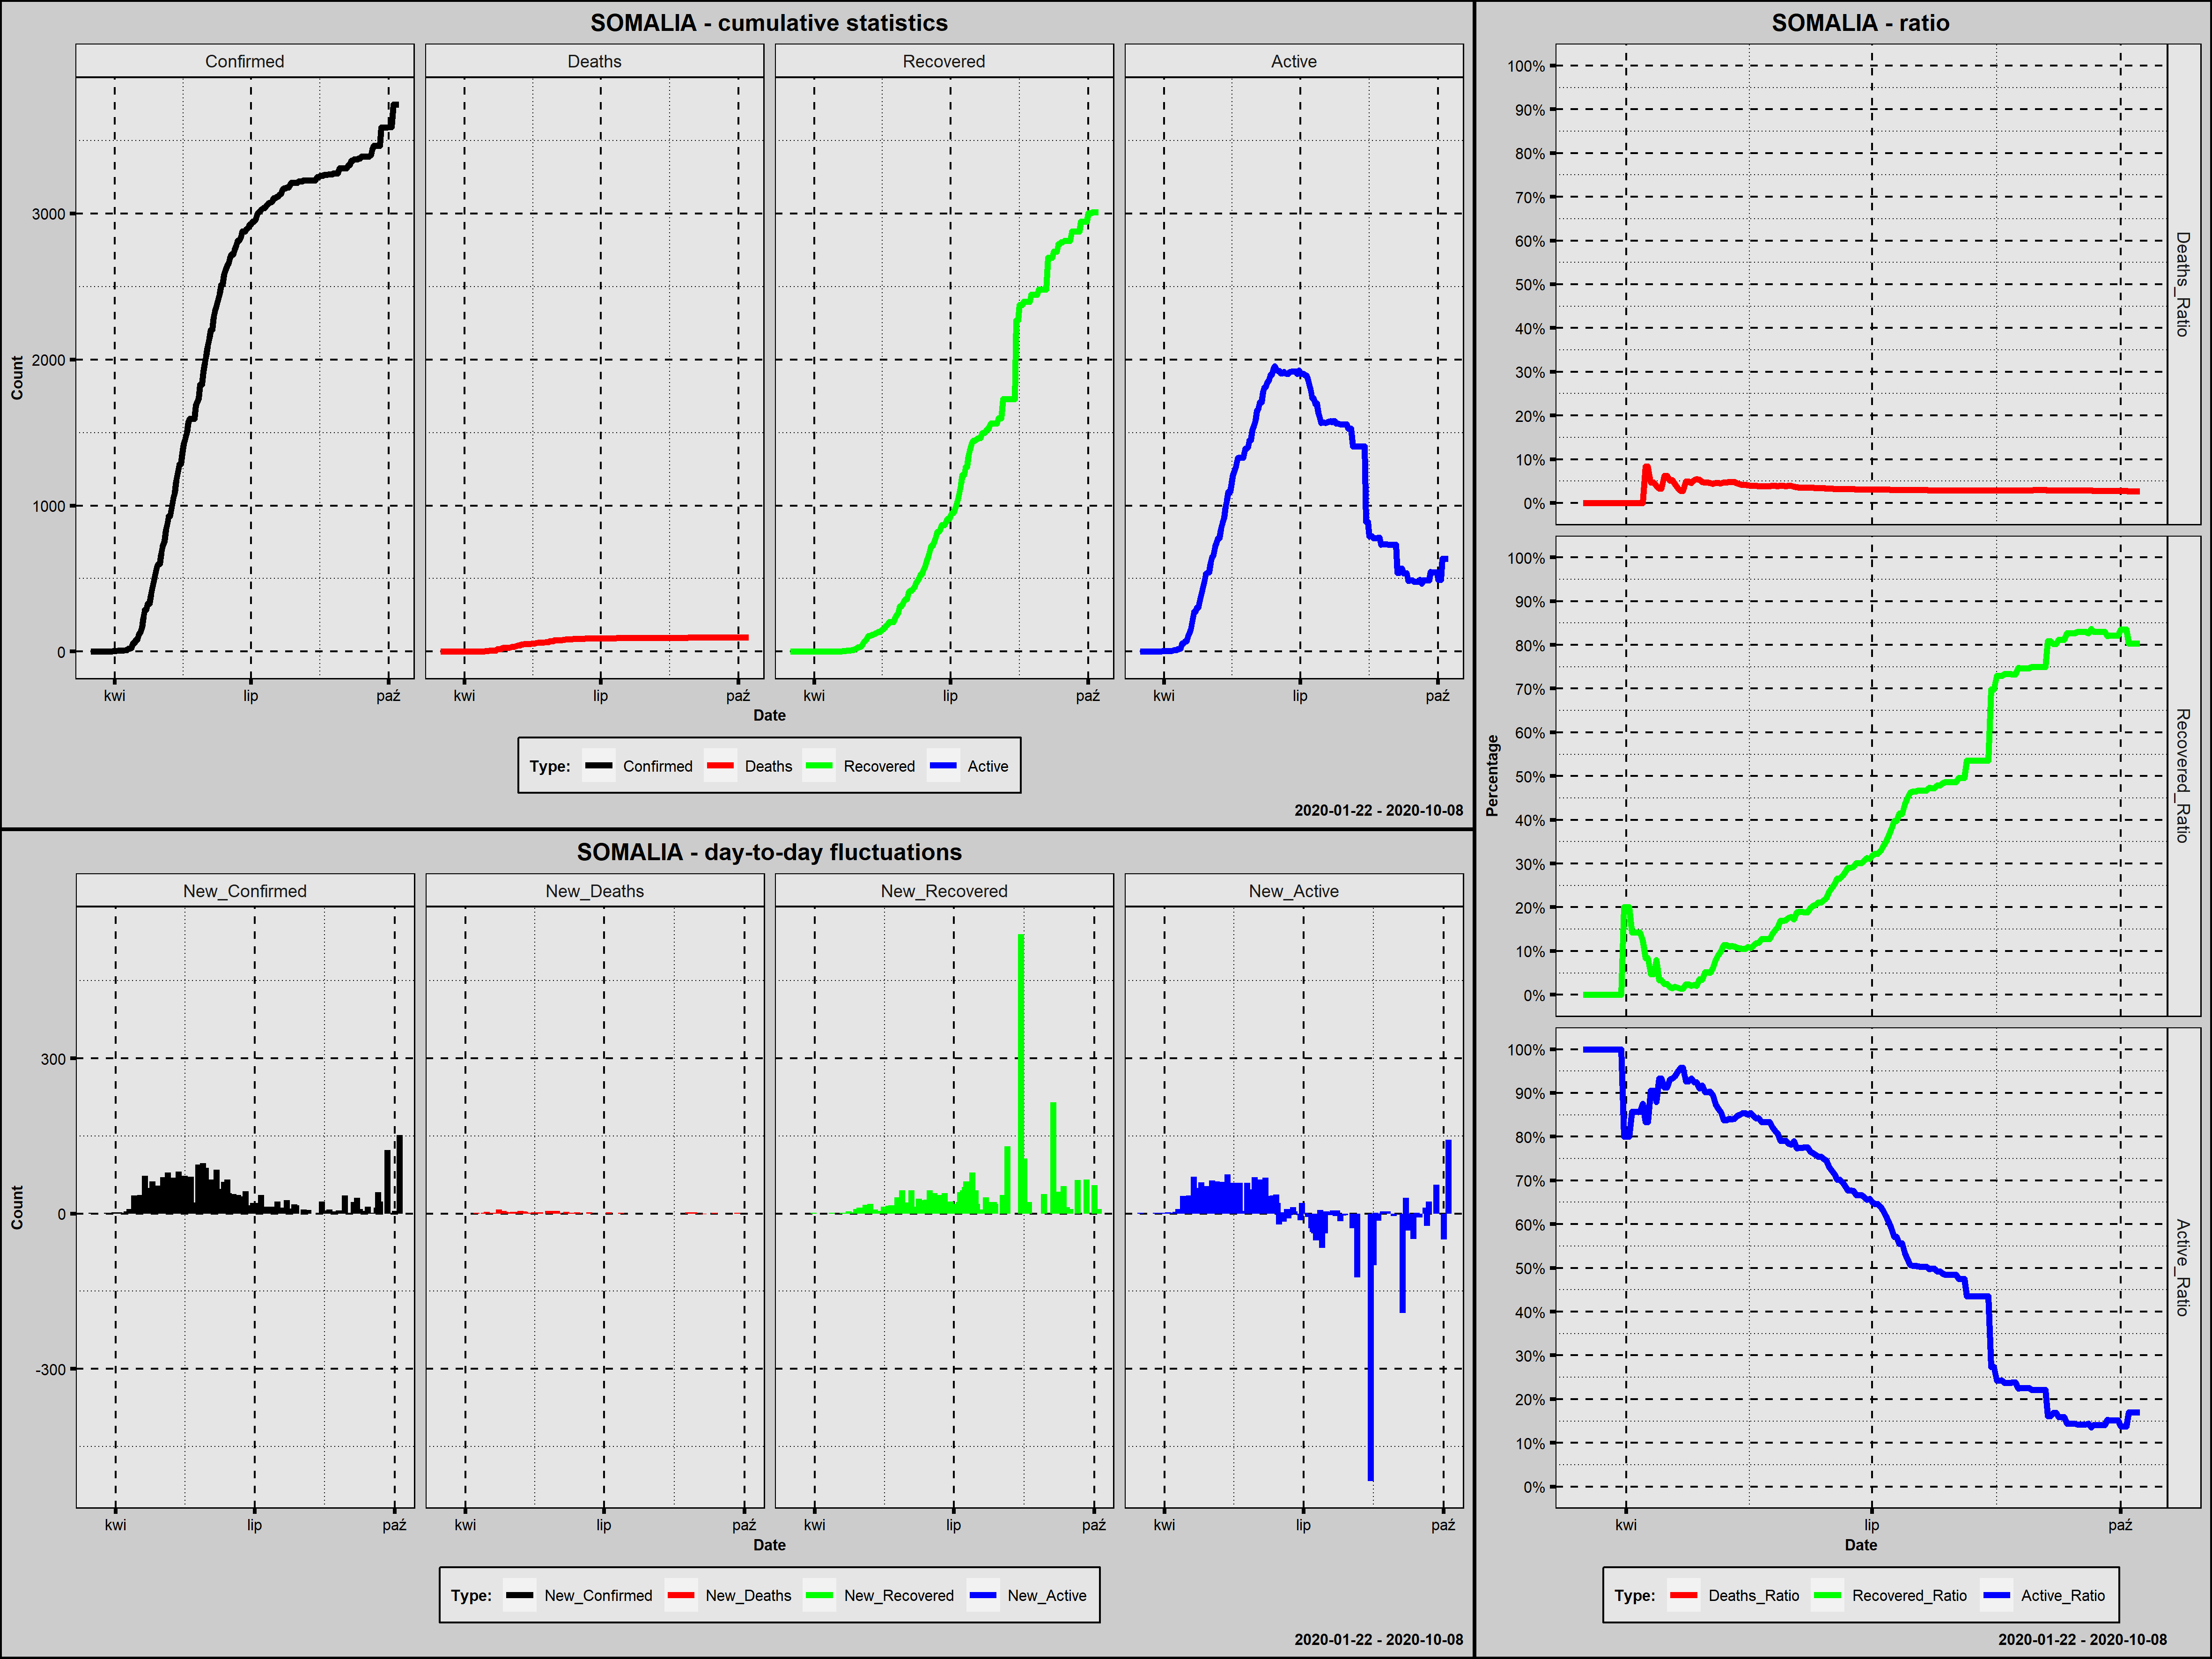 SOMALIA - cumulative statistics
Confirmed Deaths Recovered Active
Count
3000
2000
1000
0
kwi lip paź kwi lip paź kwi lip paź kwi lip paź
Date
Type: Confirmed Deaths Recovered Active
2020-01-22 - 2020-10-08
SOMALIA - day-to-day fluctuations
New_Confirmed New_Deaths New_Recovered New_Active
Count
300
0
-300
kwi lip paź kwi lip paź kwi lip paź kwi lip paź
Date
Type: New_Confirmed New_Deaths New_Recovered New_Active
2020-01-22 - 2020-10-08
SOMALIA - ratio
Percentage
100%
90%
80%
70%
60%
50%
40%
30%
20%
10%
0%
Deaths_Ratio
100%
90%
80%
70%
60%
50%
40%
30%
20%
10%
0%
Recovered_Ratio
100%
90%
80%
70%
60%
50%
40%
30%
20%
10%
0%
Active_Ratio
kwi lip paź
Date
Type: Deaths_Ratio Recovered_Ratio Active_Ratio
2020-01-22 - 2020-10-08